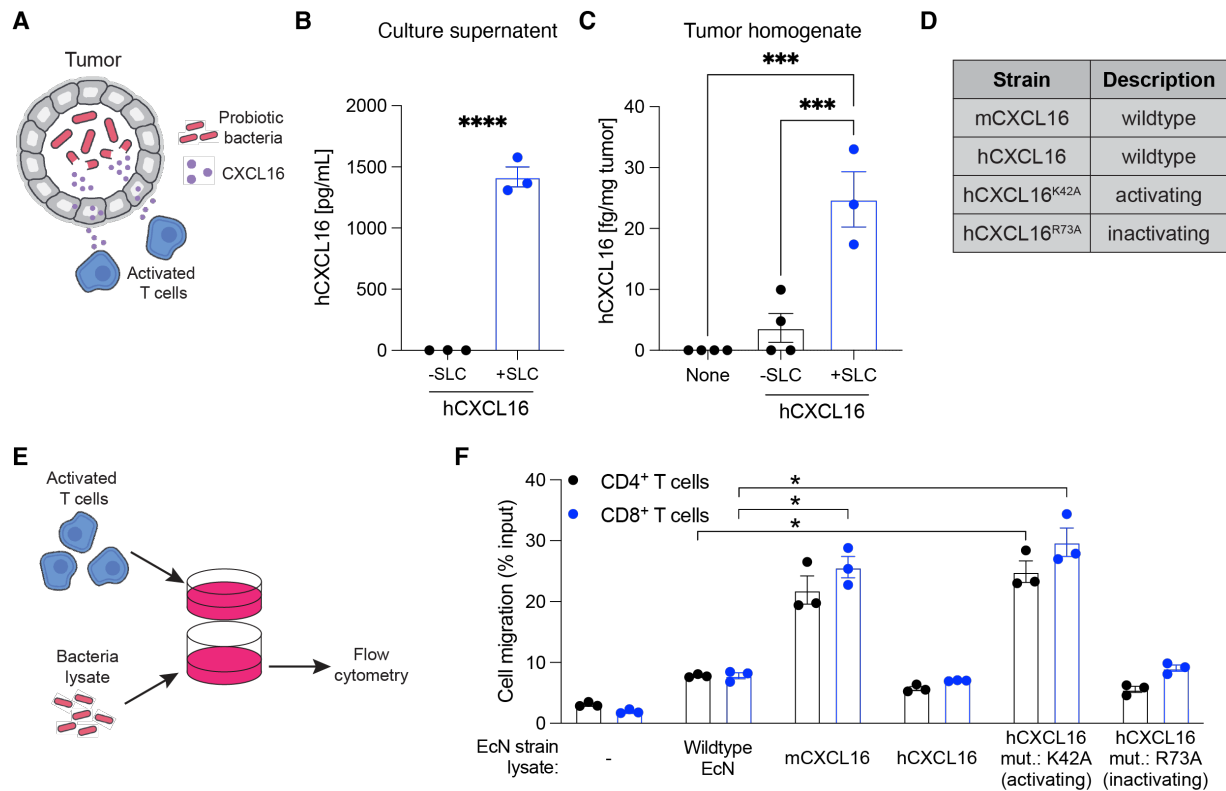 A
Tumor
Probiotic
bacteria
CXCL16
Activated
T cells
B
Culture supernatent
hCXCL16 [pg/mL]
2000
1500
1000
500
0
****
-SLC
+SLC
hCXCL16
C
Tumor homogenate
hCXCL16 [fg/mg tumor]
40
30
20
10
0
***
***
None
-SLC
+SLC
hCXCL16
D
Strain Description
mCXCL16 wildtype
hCXCL16 wildtype
hCXCL16K42A activating
hCXCL16R73A inactivating
E
Activated
T cells
Bacteria
lysate
Flow
cytometry
F
CD4+ T cells
CD8+ T cells
Cell migration (% input)
40
30
20
10
0
*
*
*
EcN strain
lysate:
-
Wildtype
EcN
mCXCL16
hCXCL16
hCXCL16
mut.: K42A
(activating)
hCXCL16
mut.: R73A
(inactivating)